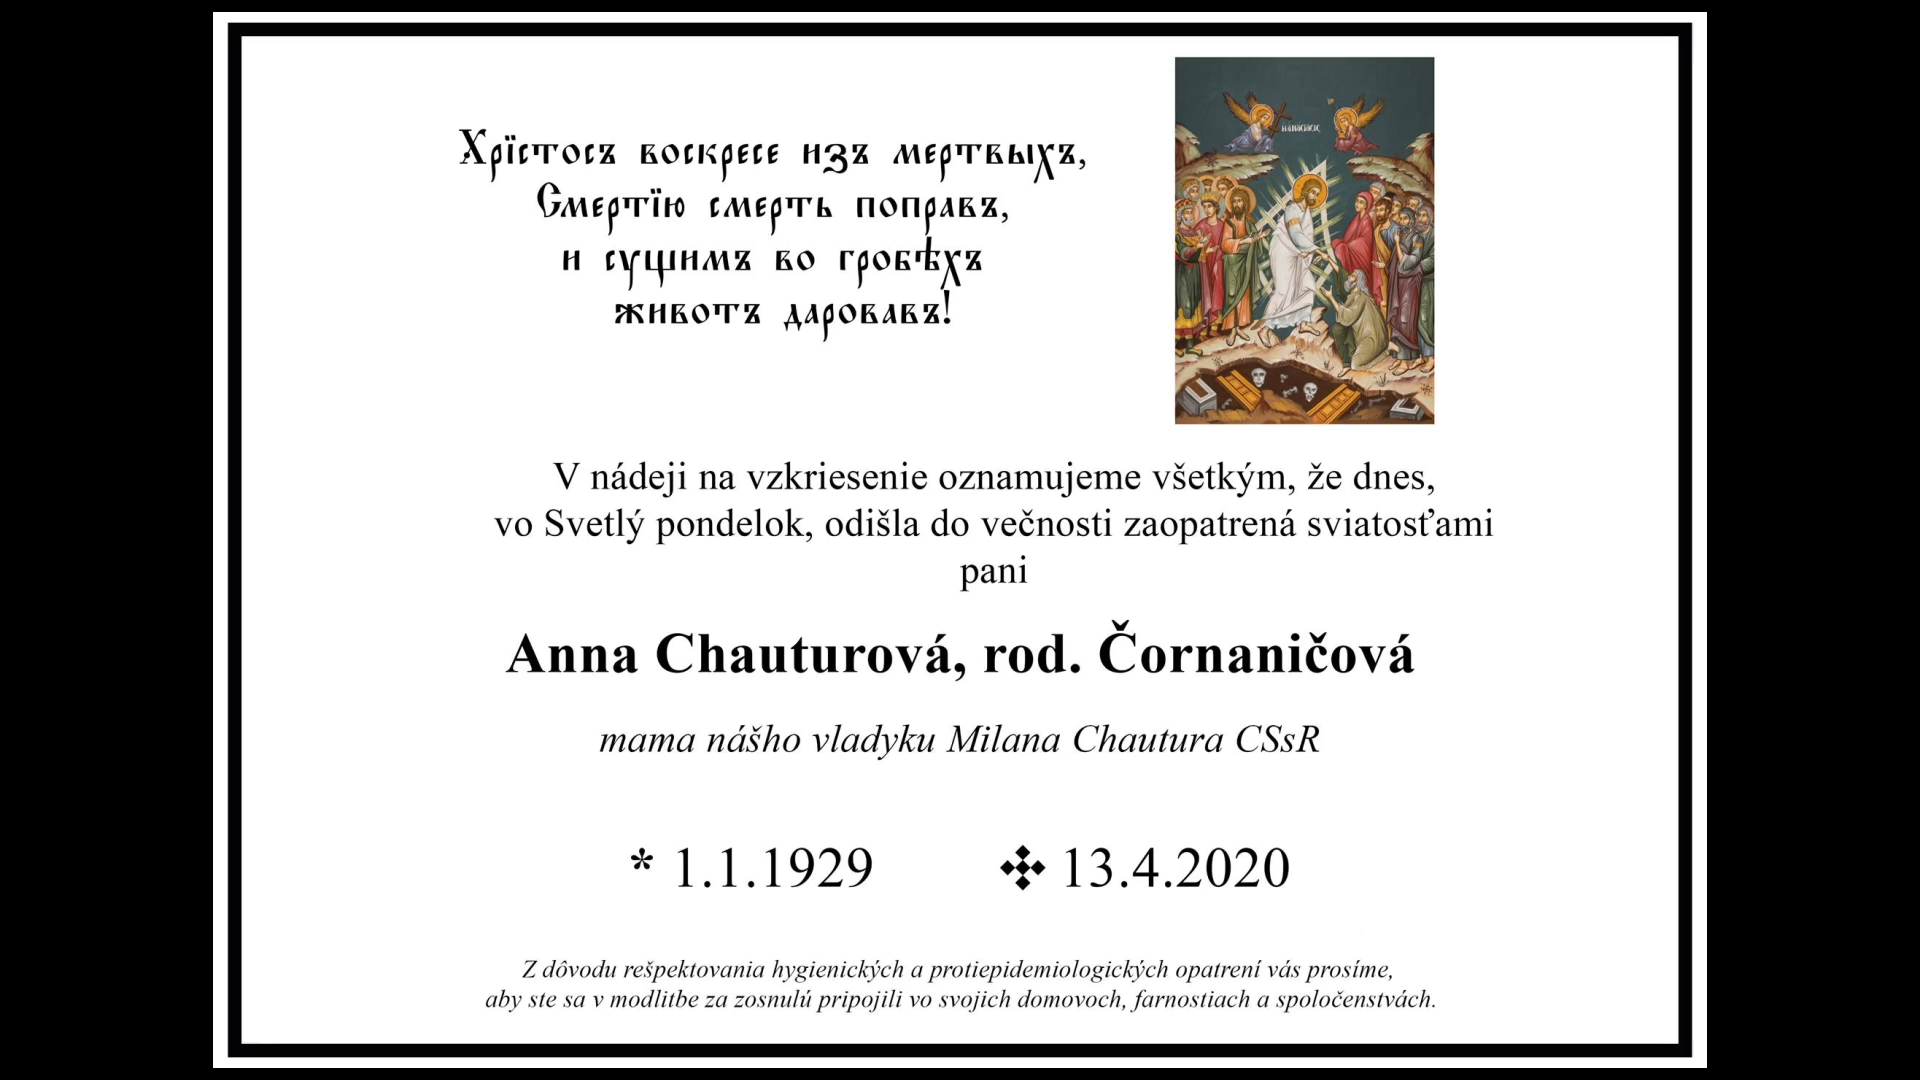 Хрїстосъ воскресе изъ мертвыхъ,
Смертїю смерть поправъ,
и сущимъ во гробѣхъ
животъ даровавъ!
V nádeji na vzkriesenie oznamujeme všetkým, že dnes,
vo Svetlý pondelok, odišla do večnosti zaopatrená sviatosťami
pani
Anna Chauturová, rod. Čornaničová
mama nášho vladyku Milana Chautura CSsR
* 1.1.1929 13.4.2020
Z dôvodu rešpektovania hygienických a protiepidemiologických opatrení vás prosíme,
aby ste sa v modlitbe za zosnulú pripojili vo svojich domovoch, farnostiach a spoločenstvách.